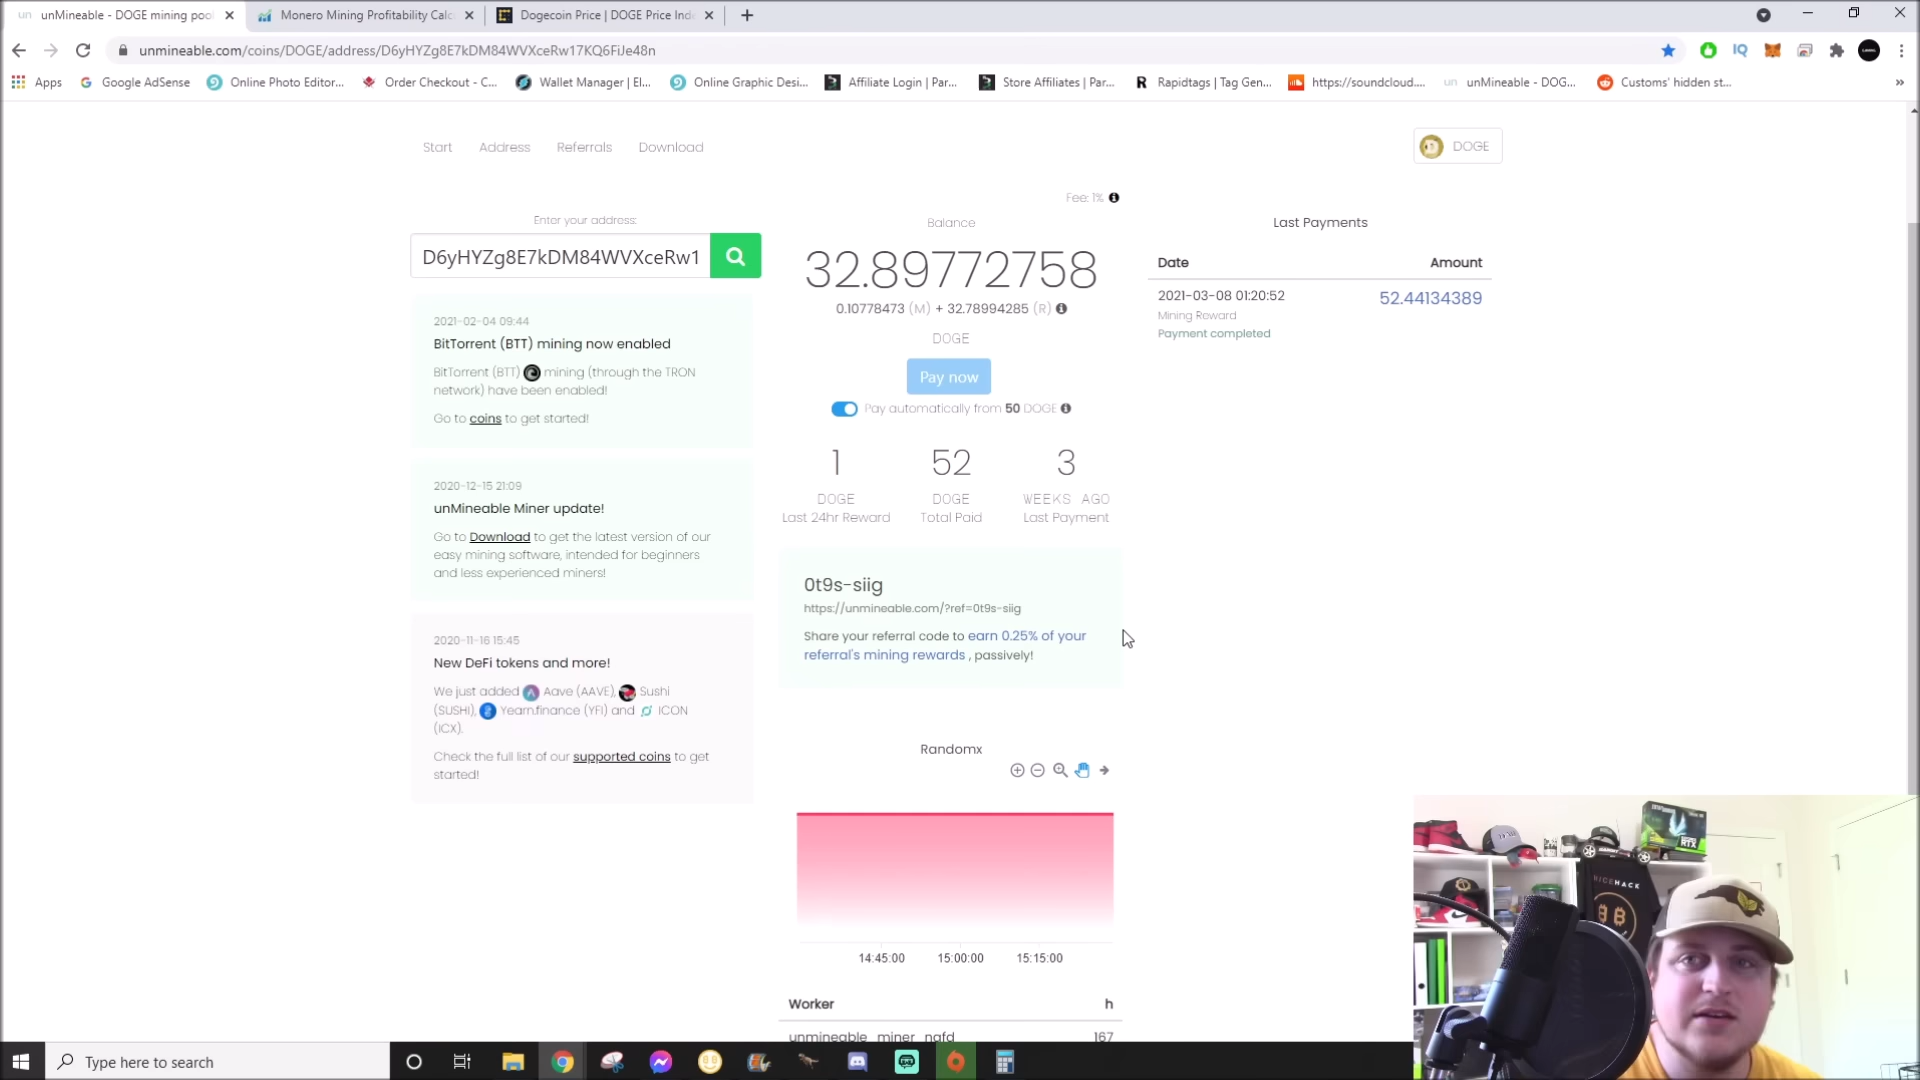 unMineable - DOGE mining pool
Monero Mining Profitability Calc
Dogecoin Price | DOGE Price Ind
unmineable.com/coins/DOGE/address/D6yHYZg8E7kDM84WVXceRw17KQ6FiJe48n
Apps
Google AdSense
Online Photo Editor...
Order Checkout - C...
Wallet Manager | El...
Online Graphic Desi...
Affiliate Login | Par...
Store Affiliates | Par...
Rapidtags | Tag Gen...
https://soundcloud....
unMineable - DOG...
Customs' hidden st...
Start
Address
Referrals
Download
DOGE
Enter your address:
D6yHYZg8E7kDM84WVXceRw1
2021-02-04 09:44
BitTorrent (BTT) mining now enabled
BitTorrent (BTT) mining (through the TRON
network) have been enabled!
Go to coins to get started!
2020-12-15 21:09
unMineable Miner update!
Go to Download to get the latest version of our
easy mining software, intended for beginners
and less experienced miners!
2020-11-16 15:45
New DeFi tokens and more!
We just added Aave (AAVE), Sushi
(SUSHI), Yearn.finance (YFI) and ICON
(ICX).
Check the full list of our supported coins to get
started!
Fee: 1%
Balance
32.89772758
0.10778473 (M) + 32.78994285 (R)
DOGE
Pay now
Pay automatically from 50 DOGE
1
DOGE
Last 24hr Reward
52
DOGE
Total Paid
3
WEEKS AGO
Last Payment
0t9s-siig
https://unmineable.com/?ref=0t9s-siig
Share your referral code to earn 0.25% of your
referral's mining rewards , passively!
Randomx
14:45:00
15:00:00
15:15:00
Worker h
unmineable_miner_nqfd 167
Last Payments
Date Amount
2021-03-08 01:20:52 52.44134389
Mining Reward
Payment completed
NICEHACK
RTX
Type here to search